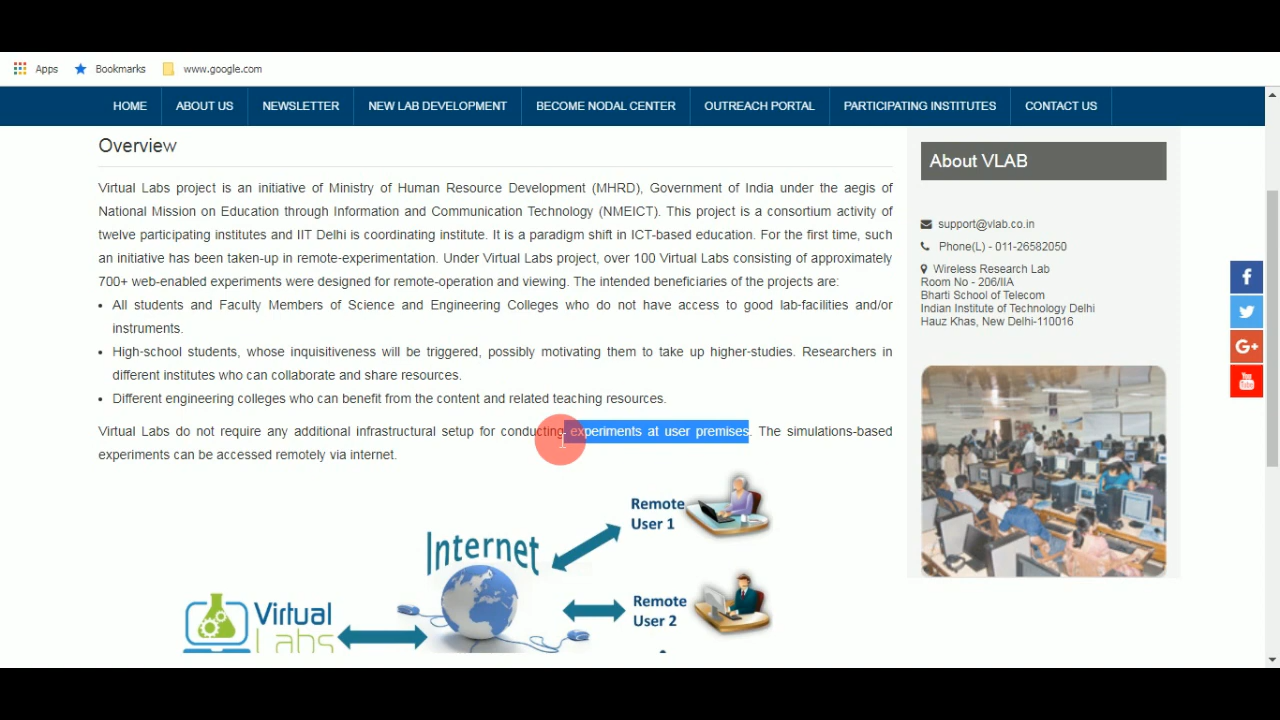 Apps Bookmarks www.google.com
HOME ABOUT US NEWSLETTER NEW LAB DEVELOPMENT BECOME NODAL CENTER OUTREACH PORTAL PARTICIPATING INSTITUTES CONTACT US
Overview
Virtual Labs project is an initiative of Ministry of Human Resource Development (MHRD), Government of India under the aegis of
National Mission on Education through Information and Communication Technology (NMEICT). This project is a consortium activity of
twelve participating institutes and IIT Delhi is coordinating institute. It is a paradigm shift in ICT-based education. For the first time, such
an initiative has been taken-up in remote-experimentation. Under Virtual Labs project, over 100 Virtual Labs consisting of approximately
700+ web-enabled experiments were designed for remote-operation and viewing. The intended beneficiaries of the projects are:
• All students and Faculty Members of Science and Engineering Colleges who do not have access to good lab-facilities and/or
instruments.
• High-school students, whose inquisitiveness will be triggered, possibly motivating them to take up higher-studies. Researchers in
different institutes who can collaborate and share resources.
• Different engineering colleges who can benefit from the content and related teaching resources.
Virtual Labs do not require any additional infrastructural setup for conducting experiments at user premises. The simulations-based
experiments can be accessed remotely via internet.
Remote
User 1
Internet
Remote
User 2
Virtual
Labs
About VLAB
support@vlab.co.in
Phone(L) - 011-26582050
Wireless Research Lab
Room No - 206/IIA
Bharti School of Telecom
Indian Institute of Technology Delhi
Hauz Khas, New Delhi-110016
f
G+
You
Tube